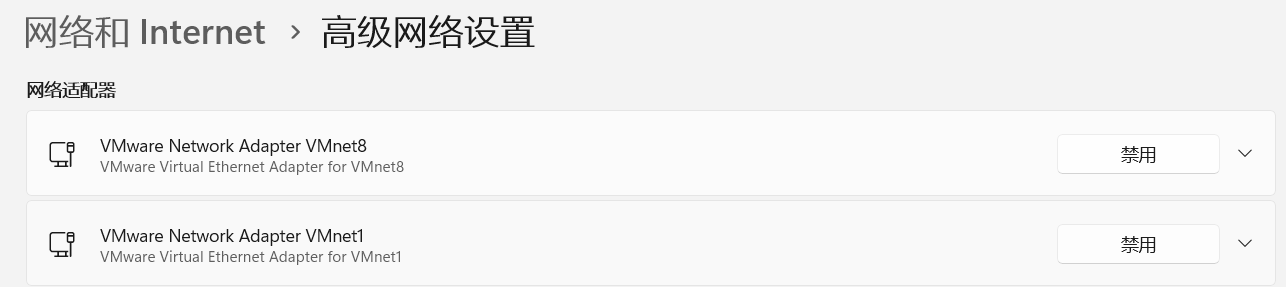 网络和 Internet › 高级网络设置
网络适配器
VMware Network Adapter VMnet8
VMware Virtual Ethernet Adapter for VMnet8
禁用
VMware Network Adapter VMnet1
VMware Virtual Ethernet Adapter for VMnet1
禁用